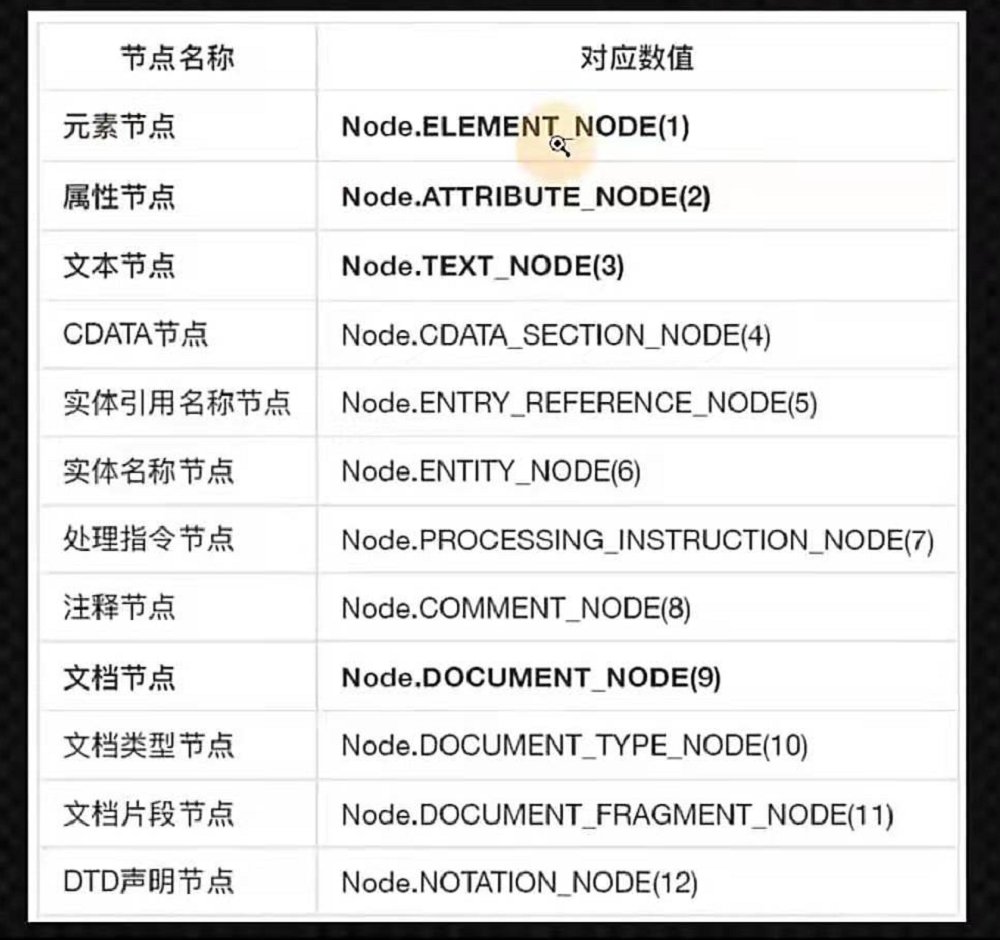 节点名称 对应数值
元素节点 Node.ELEMENT_NODE(1)
属性节点 Node.ATTRIBUTE_NODE(2)
文本节点 Node.TEXT_NODE(3)
CDATA节点 Node.CDATA_SECTION_NODE(4)
实体引用名称节点 Node.ENTRY_REFERENCE_NODE(5)
实体名称节点 Node.ENTITY_NODE(6)
处理指令节点 Node.PROCESSING_INSTRUCTION_NODE(7)
注释节点 Node.COMMENT_NODE(8)
文档节点 Node.DOCUMENT_NODE(9)
文档类型节点 Node.DOCUMENT_TYPE_NODE(10)
文档片段节点 Node.DOCUMENT_FRAGMENT_NODE(11)
DTD声明节点 Node.NOTATION_NODE(12)